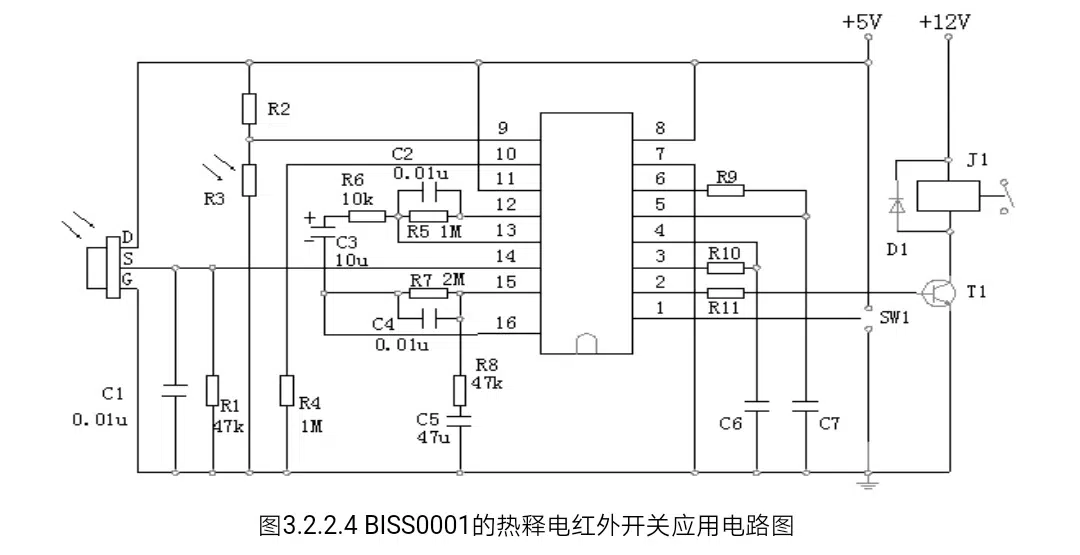 +5V +12V
R2
9 8
C2 10 7 J1
0.01u
R6 11 6 R9
R3 10k
+ 12 5
R5 1M 13 4
− C3 D1
D 10u 14 3 R10
S
G R7 2M 15 2 T1
R11
C4 16 1 SW1
0.01u
R8
47k
C1 R1 R4 C5 C6 C7
0.01u 47k 1M 47u
图3.2.2.4 BISS0001的热释电红外开关应用电路图